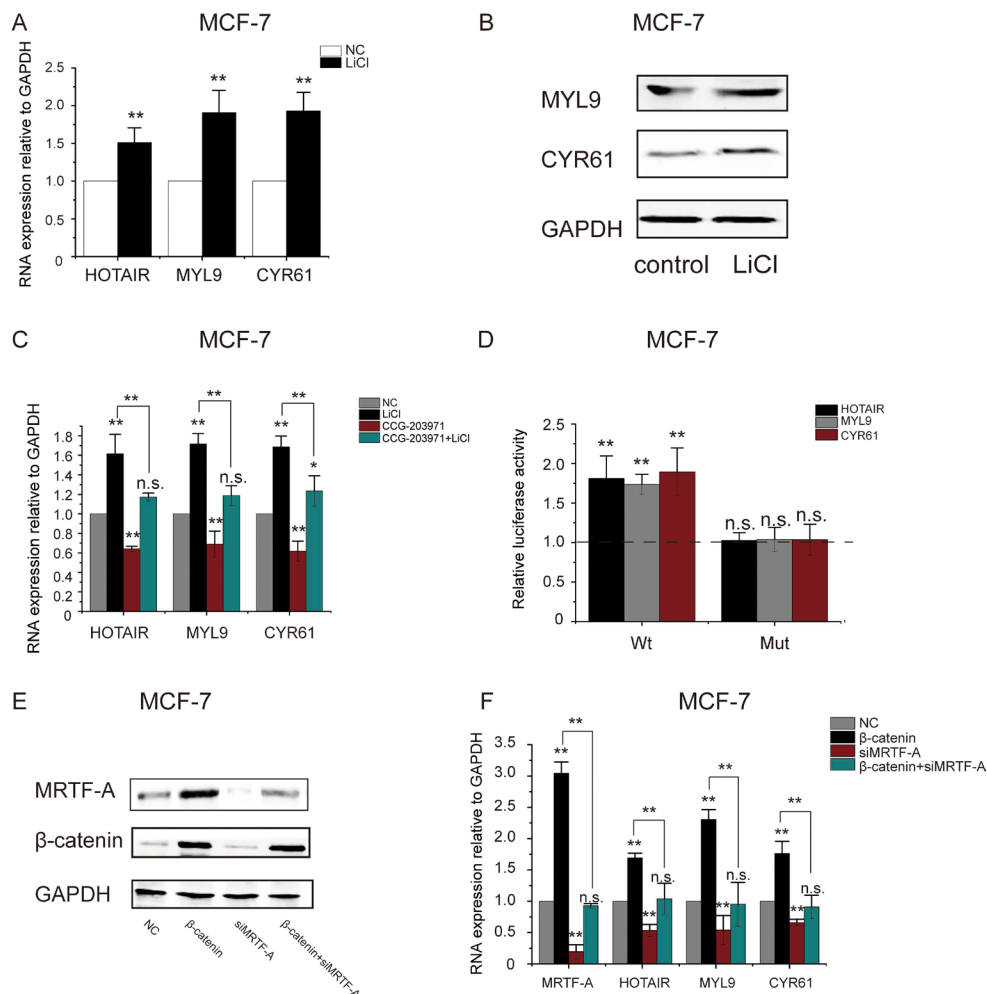 A
MCF-7
NC
LiCl
RNA expression relative to GAPDH
2.5
2.0
1.5
1.0
0.5
0
**
**
**
HOTAIR
MYL9
CYR61
B
MCF-7
MYL9
CYR61
GAPDH
control
LiCl
C
MCF-7
NC
LiCl
CCG-203971
CCG-203971+LiCl
RNA expression relative to GAPDH
1.8
1.6
1.4
1.2
1.0
0.8
0.6
0.4
0.2
0
**
**
**
**
**
**
n.s.
n.s.
*
**
**
**
HOTAIR
MYL9
CYR61
D
MCF-7
HOTAIR
MYL9
CYR61
Relative luciferase activity
2.5
2.0
1.5
1.0
0.5
0
**
**
**
n.s.
n.s.
n.s.
Wt
Mut
E
MCF-7
MRTF-A
β-catenin
GAPDH
NC
β-catenin
siMRTF-A
β-catenin+siMRTF-A
F
MCF-7
NC
β-catenin
siMRTF-A
β-catenin+siMRTF-A
RNA expression relative to GAPDH
3.5
3.0
2.5
2.0
1.5
1.0
0.5
0
**
**
**
**
**
**
**
**
n.s.
n.s.
n.s.
n.s.
**
**
**
**
MRTF-A
HOTAIR
MYL9
CYR61